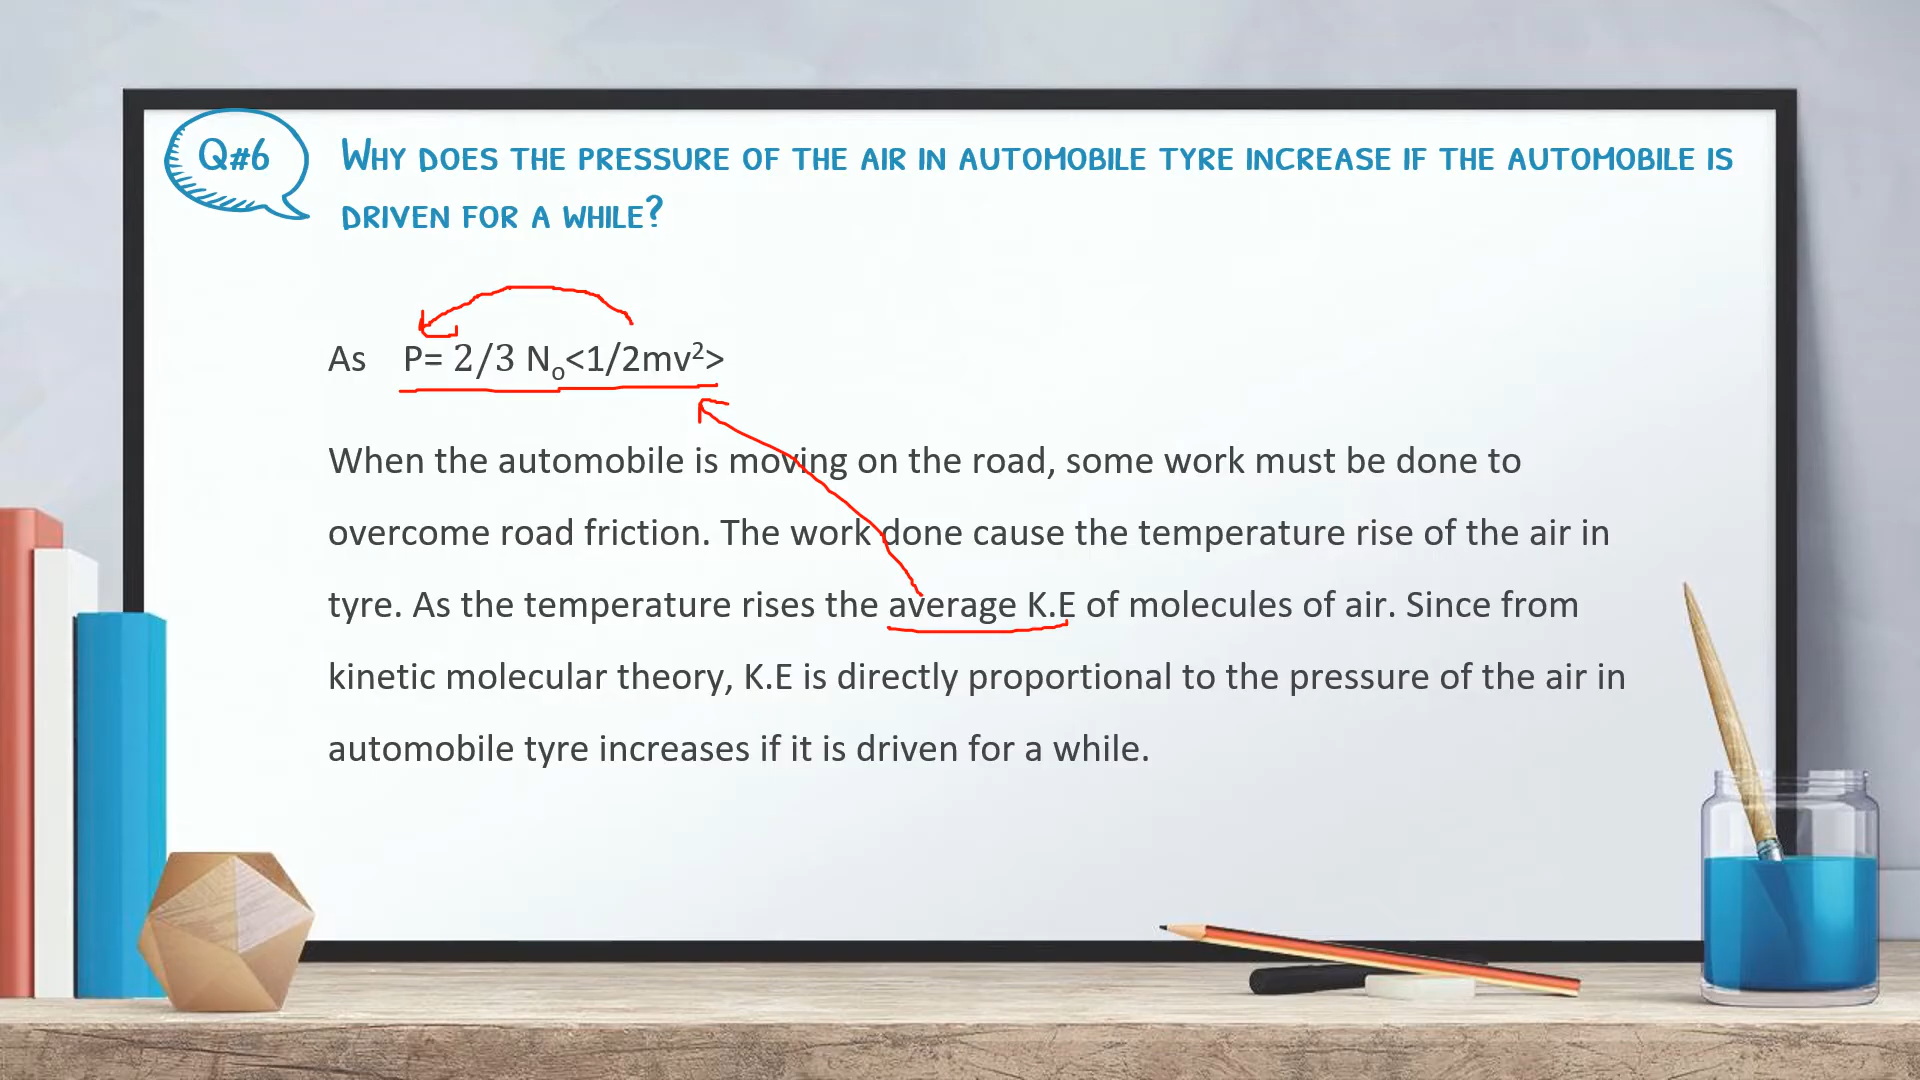 Q#6
WHY DOES THE PRESSURE OF THE AIR IN AUTOMOBILE TYRE INCREASE IF THE AUTOMOBILE IS
DRIVEN FOR A WHILE?
As P= 2/3 Nₒ<1/2mv²>
When the automobile is moving on the road, some work must be done to
overcome road friction. The work done cause the temperature rise of the air in
tyre. As the temperature rises the average K.E of molecules of air. Since from
kinetic molecular theory, K.E is directly proportional to the pressure of the air in
automobile tyre increases if it is driven for a while.